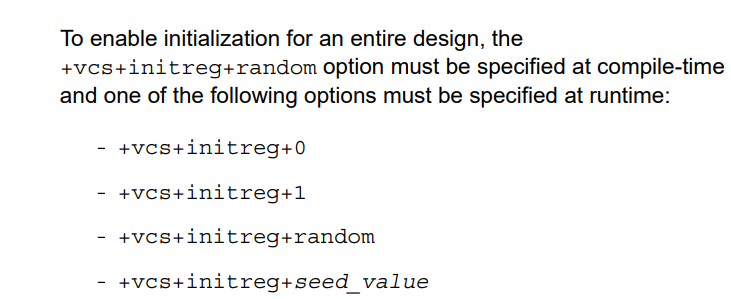 To enable initialization for an entire design, the
+vcs+initreg+random option must be specified at compile-time
and one of the following options must be specified at runtime:
- +vcs+initreg+0
- +vcs+initreg+1
- +vcs+initreg+random
- +vcs+initreg+seed_value